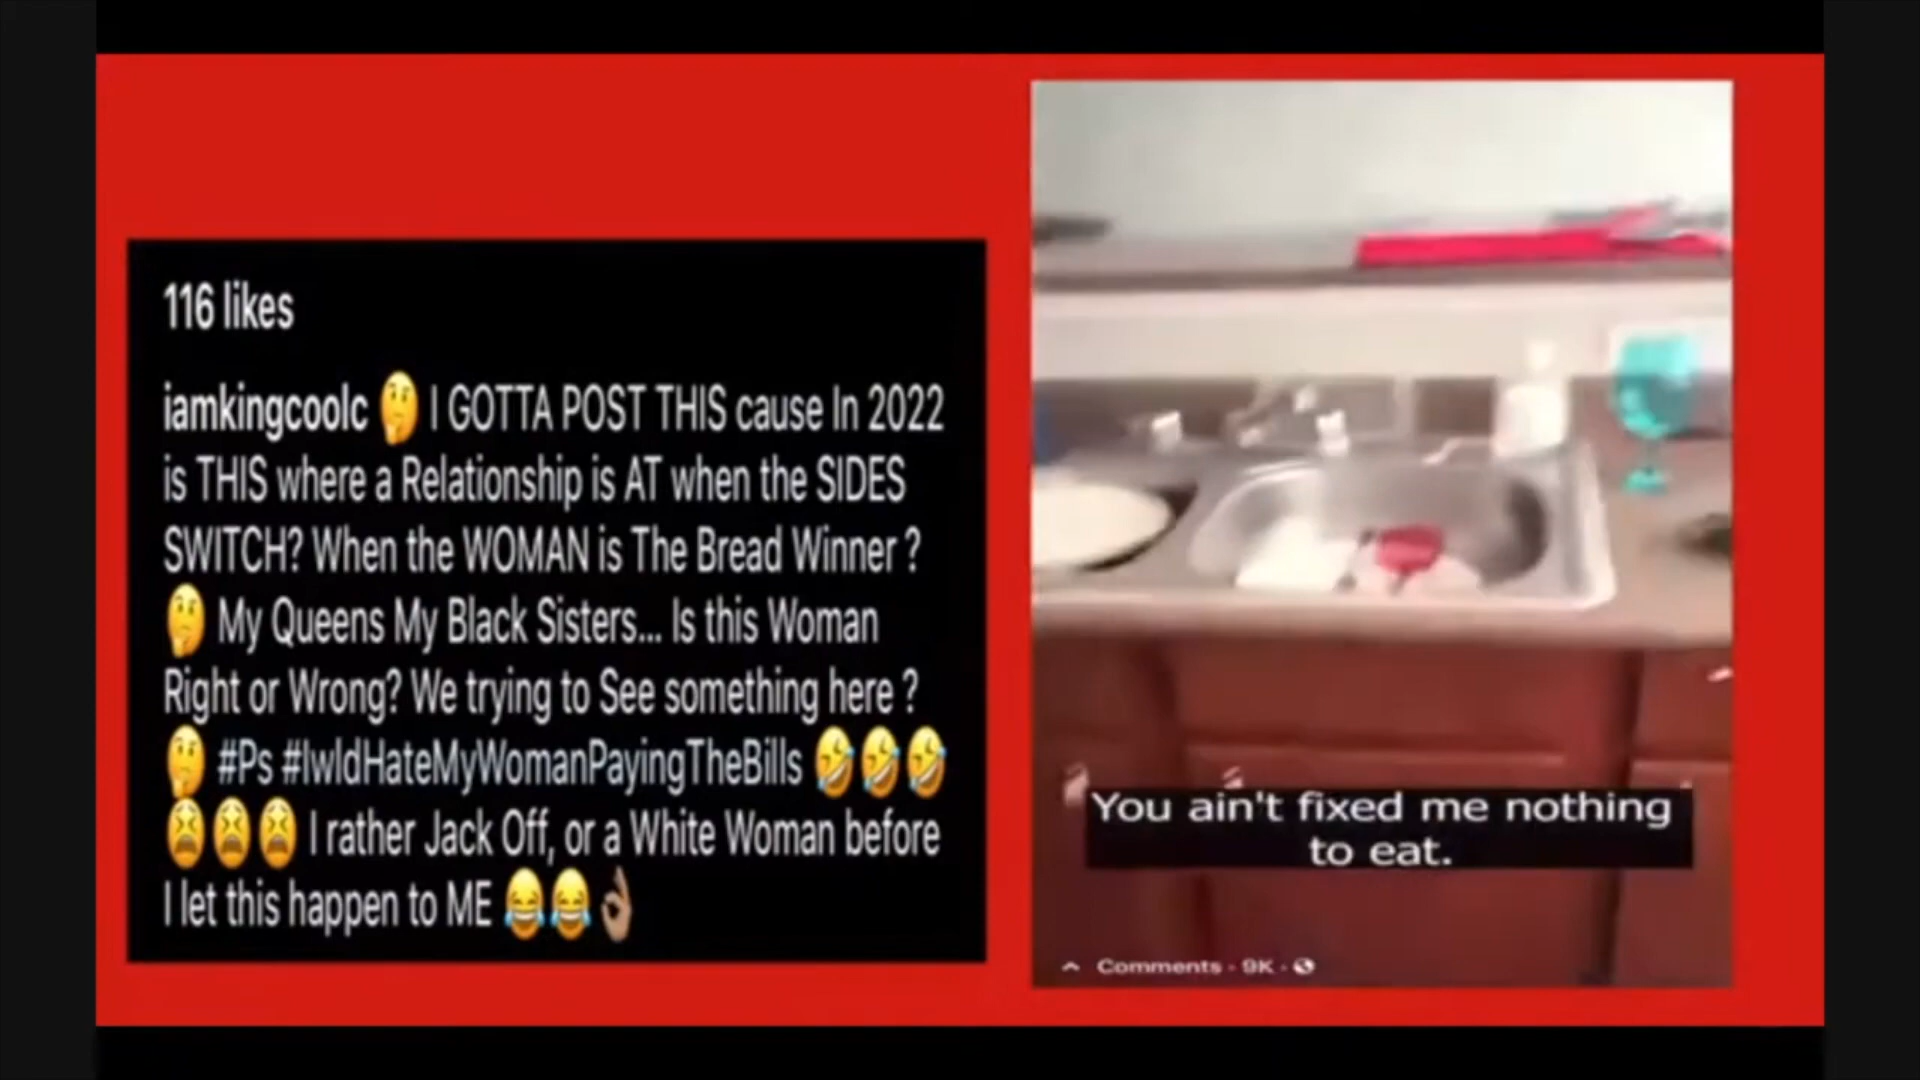 116 likes
iamkingcoolc 🤔 I GOTTA POST THIS cause In 2022
is THIS where a Relationship is AT when the SIDES
SWITCH? When the WOMAN is The Bread Winner ?
🤔 My Queens My Black Sisters... Is this Woman
Right or Wrong? We trying to See something here ?
🤔 #Ps #IwldHateMyWomanPayingTheBills 🤣🤣🤣
😫😫😫 I rather Jack Off, or a White Woman before
I let this happen to ME 😂😂👌🏽
You ain't fixed me nothing
to eat.
Comments · 9K ·